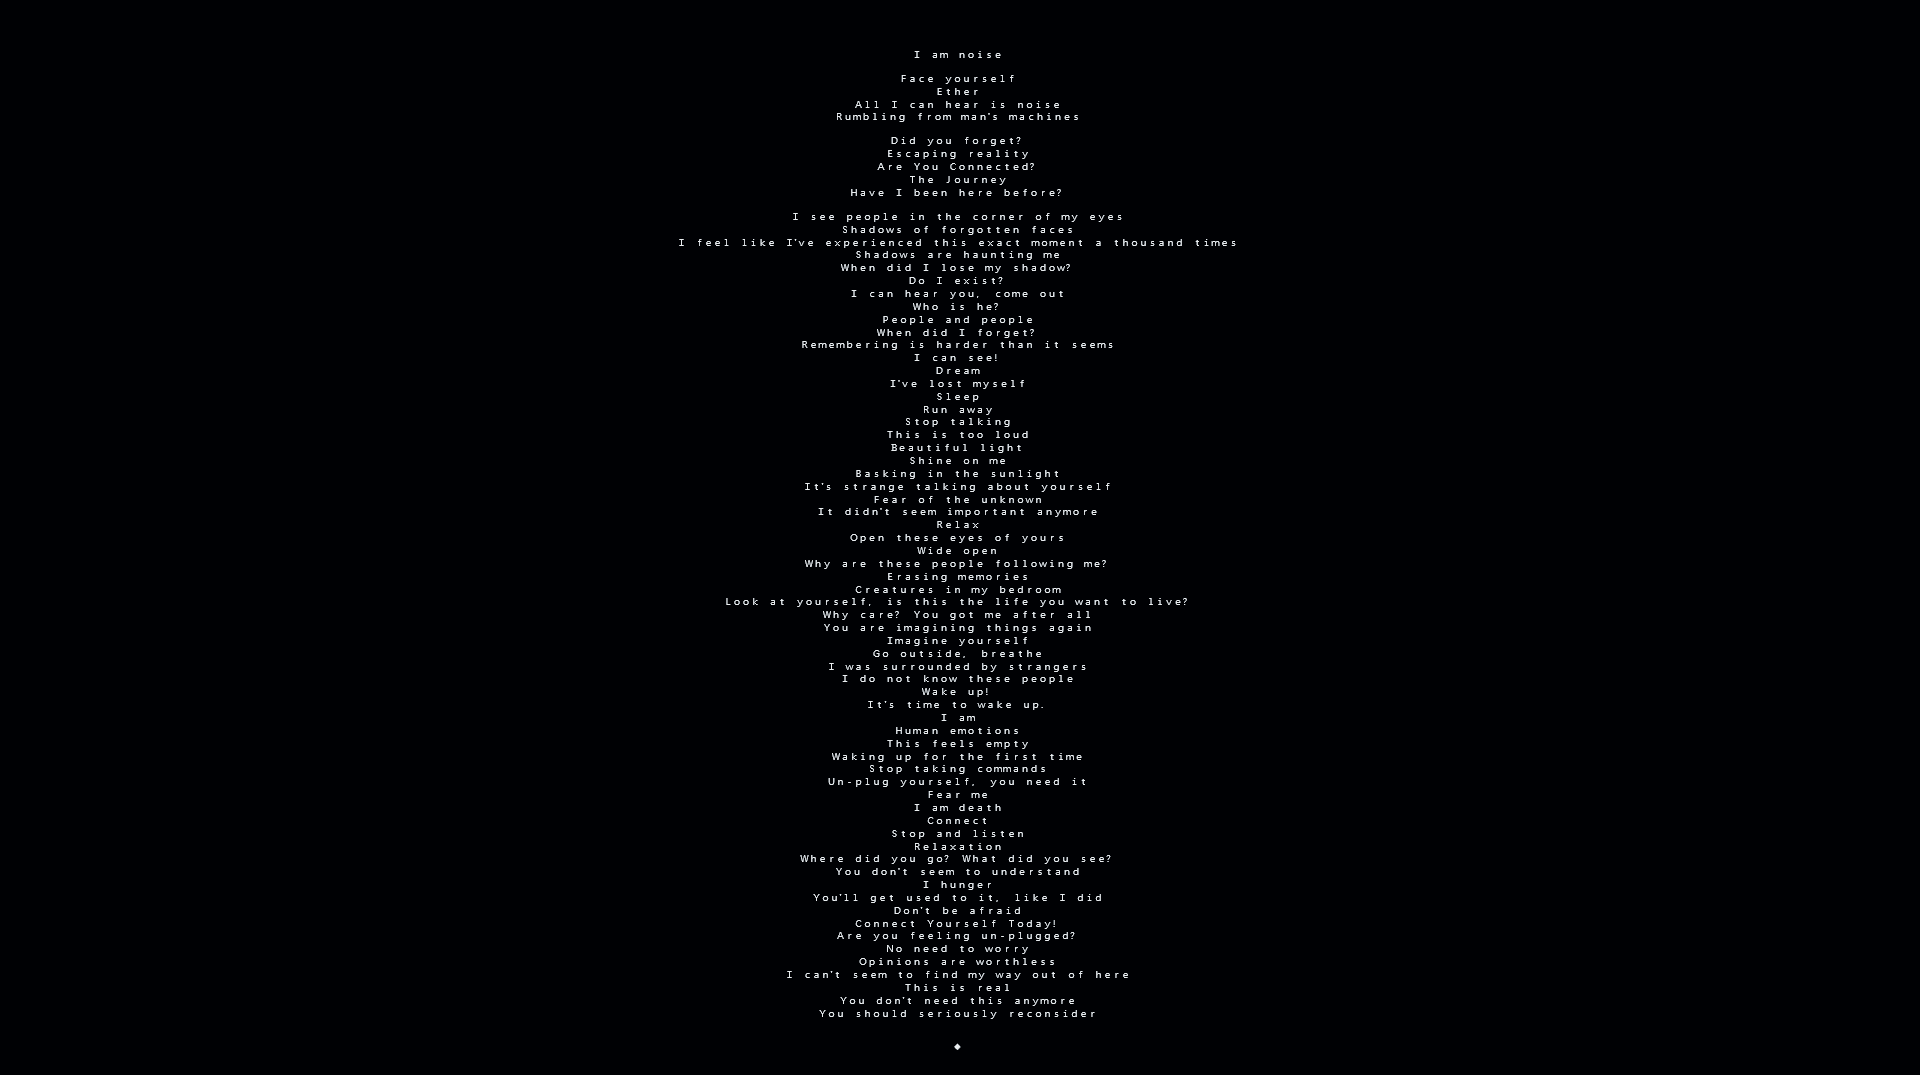 I am noise
Face yourself
Ether
All I can hear is noise
Rumbling from man's machines
Did you forget?
Escaping reality
Are You Connected?
The Journey
Have I been here before?
I see people in the corner of my eyes
Shadows of forgotten faces
I feel like I've experienced this exact moment a thousand times
Shadows are haunting me
When did I lose my shadow?
Do I exist?
I can hear you, come out
Who is he?
People and people
When did I forget?
Remembering is harder than it seems
I can see!
Dream
I've lost myself
Sleep
Run away
Stop talking
This is too loud
Beautiful light
Shine on me
Basking in the sunlight
It's strange talking about yourself
Fear of the unknown
It didn't seem important anymore
Relax
Open these eyes of yours
Wide open
Why are these people following me?
Erasing memories
Creatures in my bedroom
Look at yourself, is this the life you want to live?
Why care? You got me after all
You are imagining things again
Imagine yourself
Go outside, breathe
I was surrounded by strangers
I do not know these people
Wake up!
It's time to wake up.
I am
Human emotions
This feels empty
Waking up for the first time
Stop taking commands
Un-plug yourself, you need it
Fear me
I am death
Connect
Stop and listen
Relaxation
Where did you go? What did you see?
You don't seem to understand
I hunger
You'll get used to it, like I did
Don't be afraid
Connect Yourself Today!
Are you feeling un-plugged?
No need to worry
Opinions are worthless
I can't seem to find my way out of here
This is real
You don't need this anymore
You should seriously reconsider